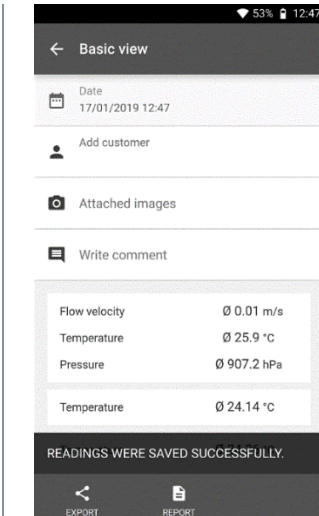 53% 12:47
Basic view
Date
17/01/2019 12:47
Add customer
Attached images
Write comment
Flow velocity Ø 0.01 m/s
Temperature Ø 25.9 °C
Pressure Ø 907.2 hPa
Temperature Ø 24.14 °C
READINGS WERE SAVED SUCCESSFULLY.
EXPORT REPORT